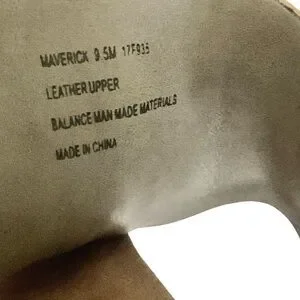 MAVERICK 9.5M 17F935
LEATHER UPPER
BALANCE MAN MADE MATERIALS
MADE IN CHINA